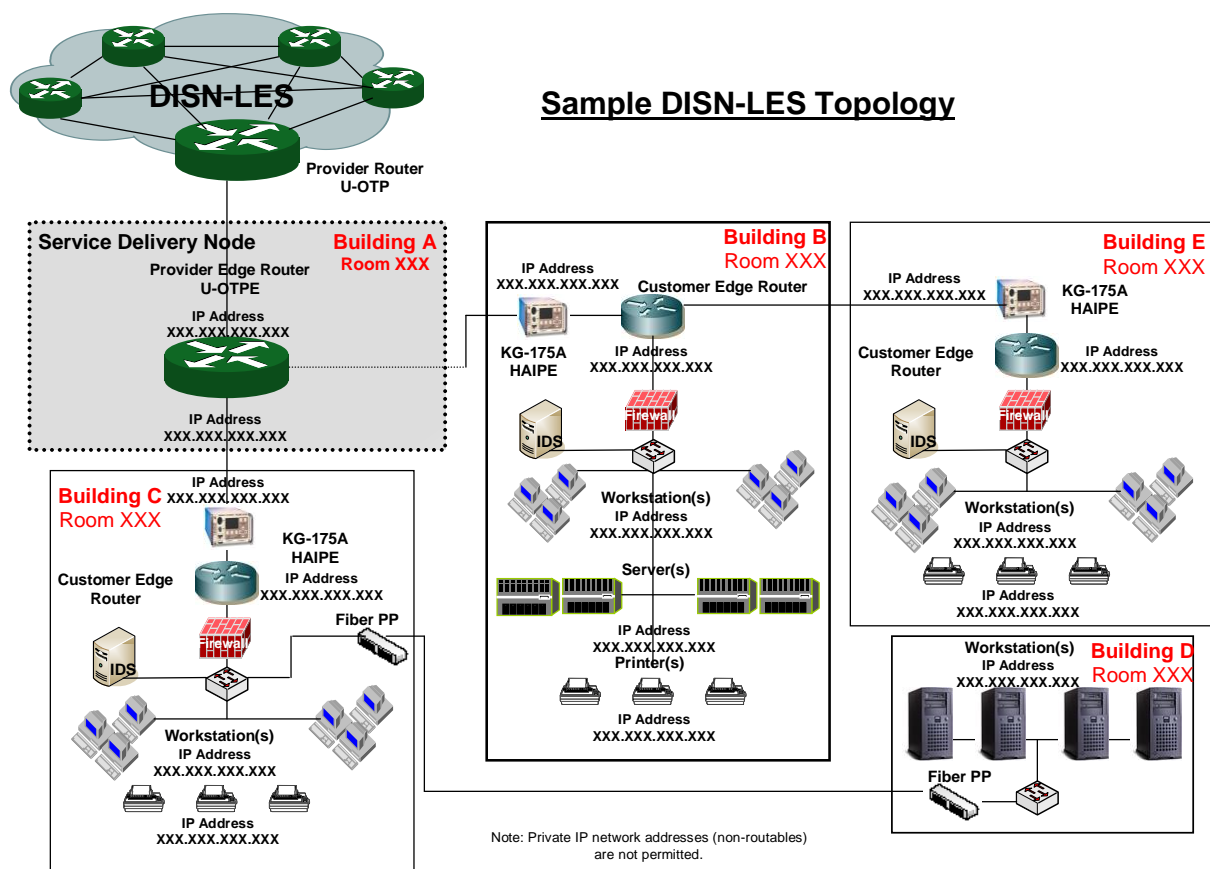 DISN-LES
Sample DISN-LES Topology
Provider Router
U-OTP
Service Delivery Node
Building A
Room XXX
Provider Edge Router
U-OTPE
IP Address
XXX.XXX.XXX.XXX
IP Address
XXX.XXX.XXX.XXX
Building B
Room XXX
IP Address
XXX.XXX.XXX.XXX
Customer Edge Router
KG-175A
HAIPE
IP Address
XXX.XXX.XXX.XXX
Firewall
IDS
Workstation(s)
IP Address
XXX.XXX.XXX.XXX
Server(s)
IP Address
XXX.XXX.XXX.XXX
Printer(s)
IP Address
XXX.XXX.XXX.XXX
Building E
Room XXX
IP Address
XXX.XXX.XXX.XXX
KG-175A
HAIPE
Customer Edge
Router
IP Address
XXX.XXX.XXX.XXX
Firewall
IDS
Workstation(s)
IP Address
XXX.XXX.XXX.XXX
IP Address
XXX.XXX.XXX.XXX
Building C
Room XXX
IP Address
XXX.XXX.XXX.XXX
KG-175A
HAIPE
Customer Edge
Router
IP Address
XXX.XXX.XXX.XXX
Fiber PP
Firewall
IDS
Workstation(s)
IP Address
XXX.XXX.XXX.XXX
IP Address
XXX.XXX.XXX.XXX
Building D
Room XXX
Workstation(s)
IP Address
XXX.XXX.XXX.XXX
Fiber PP
Note: Private IP network addresses (non-routables)
are not permitted.